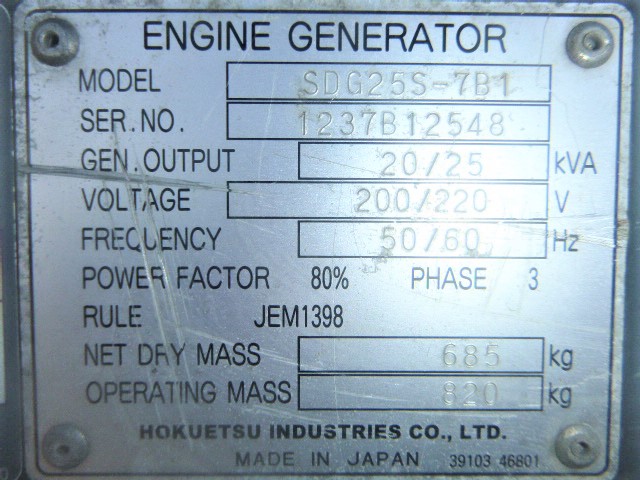 ENGINE GENERATOR
MODEL SDG25S-7B1
SER.NO. 1237B12548
GEN.OUTPUT 20/25 kVA
VOLTAGE 200/220 V
FREQUENCY 50/60 Hz
POWER FACTOR 80% PHASE 3
RULE JEM1398
NET DRY MASS 685 kg
OPERATING MASS 820 kg
HOKUETSU INDUSTRIES CO., LTD.
MADE IN JAPAN 39103 46801